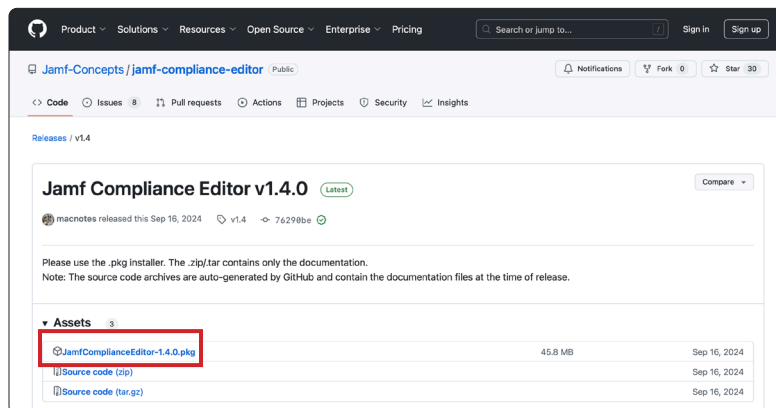 Product Solutions Resources Open Source Enterprise Pricing Search or jump to... / Sign in Sign up
Jamf-Concepts / jamf-compliance-editor Public Notifications Fork 0 Star 30
Code Issues 8 Pull requests Actions Projects Security Insights
Releases / v1.4
Jamf Compliance Editor v1.4.0 Latest Compare
macnotes released this Sep 16, 2024 v1.4 76290be
Please use the .pkg installer. The .zip/.tar contains only the documentation.
Note: The source code archives are auto-generated by GitHub and contain the documentation files at the time of release.
Assets 3
JamfComplianceEditor-1.4.0.pkg 45.8 MB Sep 16, 2024
Source code (zip) Sep 16, 2024
Source code (tar.gz) Sep 16, 2024